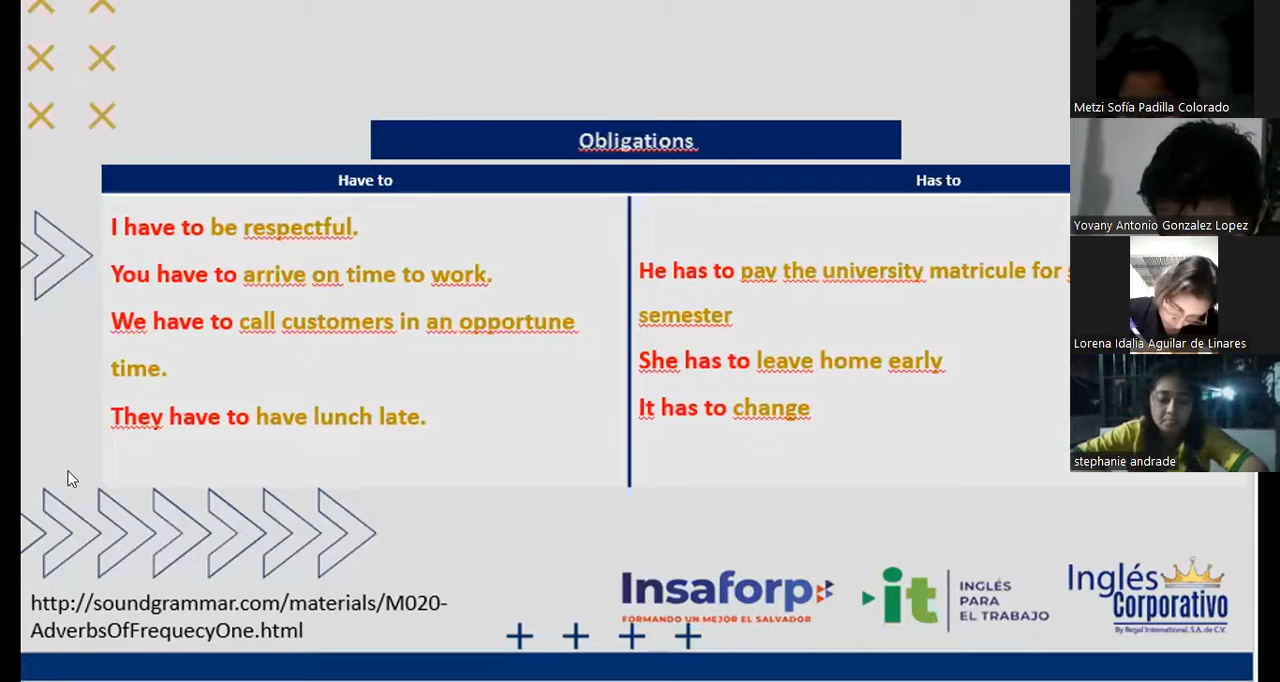 Obligations
Have to
Has to
I have to be respectful.
You have to arrive on time to work.
We have to call customers in an opportune
time.
They have to have lunch late.
He has to pay the university matricule for
semester
She has to leave home early
It has to change
http://soundgrammar.com/materials/M020-
AdverbsOfFrequecyOne.html
Insaforp
FORMANDO UN MEJOR EL SALVADOR
it
INGLÉS
PARA
EL TRABAJO
Inglés
Corporativo
By Regal International, S.A. de C.V.
Metzi Sofía Padilla Colorado
Yovany Antonio Gonzalez Lopez
Lorena Idalia Aguilar de Linares
stephanie andrade